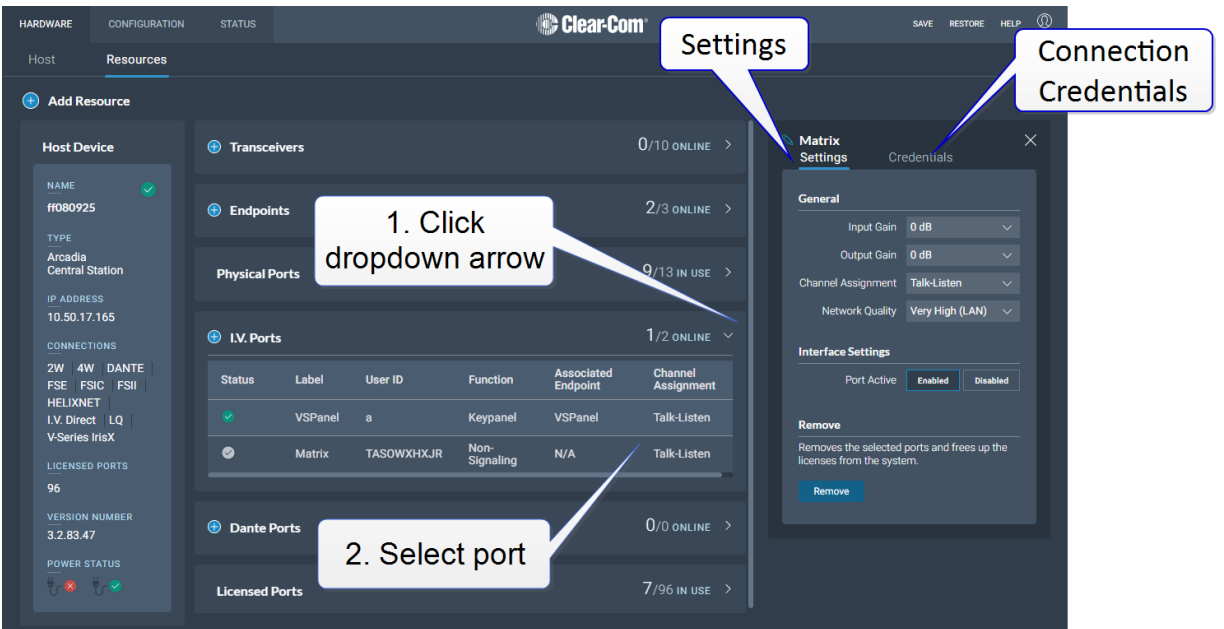 HARDWARE CONFIGURATION STATUS Clear-Com® SAVE RESTORE HELP
Host Resources
Settings
Connection
Credentials
Add Resource
Host Device
NAME
ff080925
TYPE
Arcadia
Central Station
IP ADDRESS
10.50.17.165
CONNECTIONS
2W 4W DANTE
FSE FSIC FSII
HELIXNET
I.V. Direct LQ
V-Series IrisX
LICENSED PORTS
96
VERSION NUMBER
3.2.83.47
POWER STATUS
Transceivers 0/10 ONLINE
Endpoints 2/3 ONLINE
1. Click
dropdown arrow
Physical Ports 9/13 IN USE
I.V. Ports 1/2 ONLINE
Status Label User ID Function Associated Endpoint Channel Assignment
VSPanel a Keypanel VSPanel Talk-Listen
Matrix TASOWXHXJR Non-Signaling N/A Talk-Listen
Dante Ports 0/0 ONLINE
2. Select port
Licensed Ports 7/96 IN USE
Matrix
Settings Credentials
General
Input Gain 0 dB
Output Gain 0 dB
Channel Assignment Talk-Listen
Network Quality Very High (LAN)
Interface Settings
Port Active Enabled Disabled
Remove
Removes the selected ports and frees up the
licenses from the system.
Remove